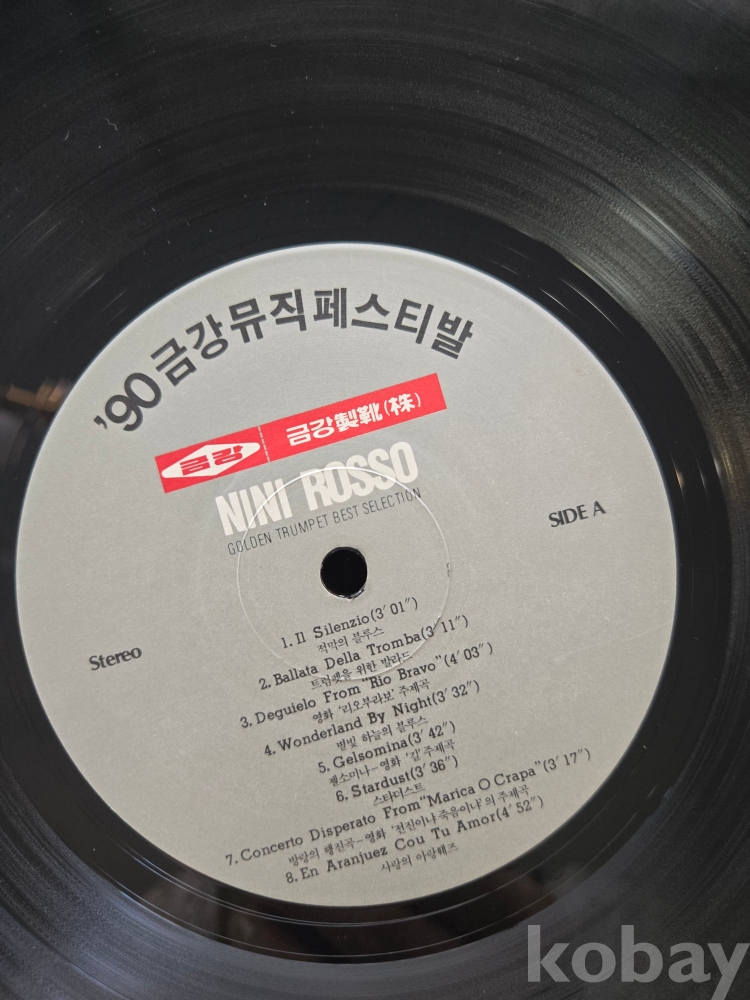 '90 금강뮤직페스티발
금강 금강製靴(株)
NINI ROSSO
GOLDEN TRUMPET BEST SELECTION
SIDE A
Stereo
1. Il Silenzio(3′01″)
적막의 블루스
2. Ballata Della Tromba(3′11″)
트럼펫을 위한 발라드
3. Deguielo From "Rio Bravo"(4′03″)
영화 '리오부라보' 주제곡
4. Wonderland By Night(3′32″)
별빛 하늘의 블루스
5. Gelsomina(3′42″)
젤소미나-영화 '길' 주제곡
6. Stardust(3′36″)
스타더스트
7. Concerto Disperato From "Marica O Crapa"(3′17″)
방랑의 행진곡-영화 '전진이냐 죽음이냐'의 주제곡
8. En Aranjuez Cou Tu Amor(4′52″)
사랑의 아랑훼즈
kobay